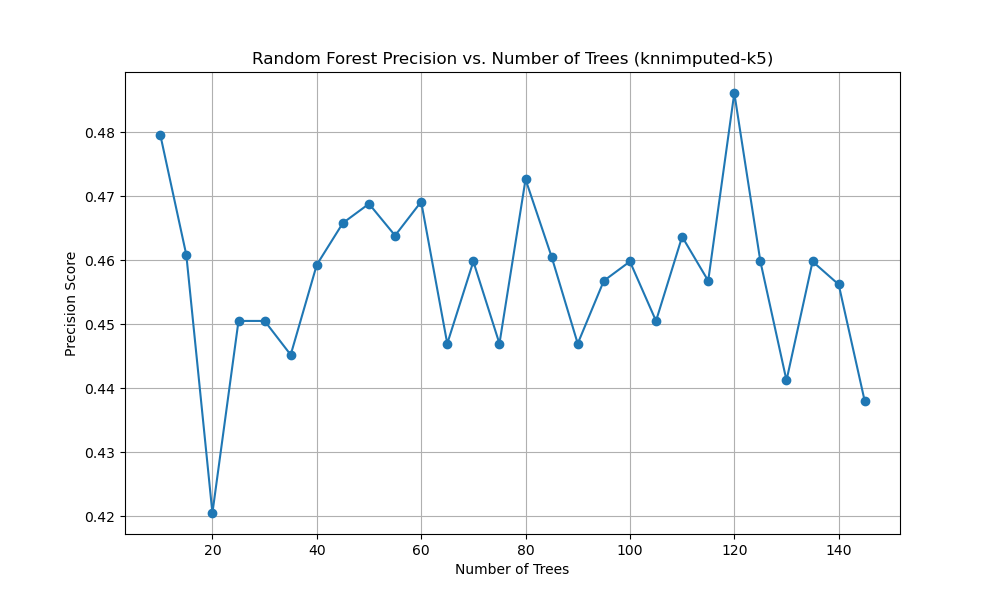 Random Forest Precision vs. Number of Trees (knnimputed-k5)
0.48
0.47
0.46
0.45
0.44
0.43
0.42
Precision Score
20 40 60 80 100 120 140
Number of Trees